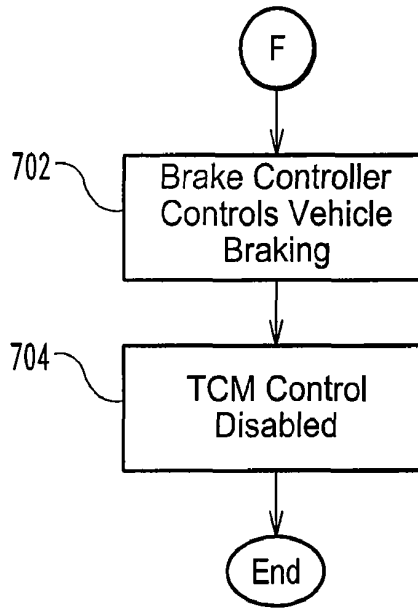 F
702
Brake Controller
Controls Vehicle
Braking
704
TCM Control
Disabled
End